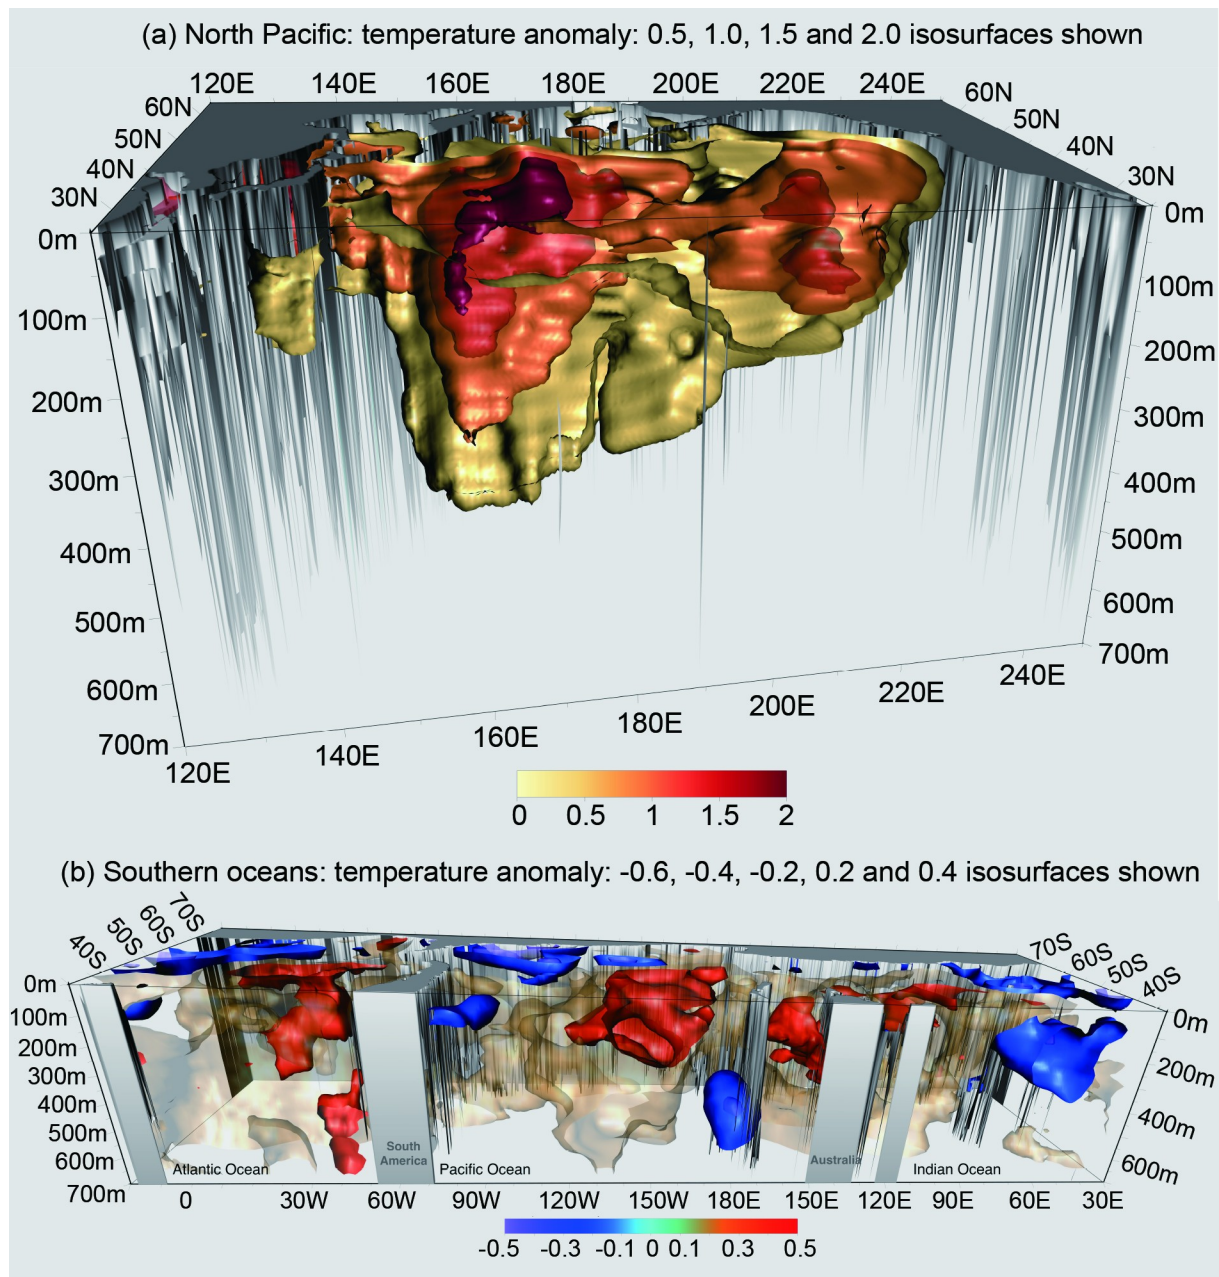 (a) North Pacific: temperature anomaly: 0.5, 1.0, 1.5 and 2.0 isosurfaces shown
120E 140E 160E 180E 200E 220E 240E
60N 60N
50N 50N
40N 40N
30N 30N
0m 0m
100m 100m
200m 200m
300m 300m
400m 400m
500m 500m
600m 600m
700m 700m
120E 140E 160E 180E 200E 220E 240E
0 0.5 1 1.5 2
(b) Southern oceans: temperature anomaly: -0.6, -0.4, -0.2, 0.2 and 0.4 isosurfaces shown
40S 50S 60S 70S 70S 60S 50S 40S
0m 0m
100m
200m 200m
300m
400m 400m
500m
600m 600m
700m
South
America
Australia
Atlantic Ocean Pacific Ocean Indian Ocean
0 30W 60W 90W 120W 150W 180E 150E 120E 90E 60E 30E
-0.5 -0.3 -0.1 0 0.1 0.3 0.5